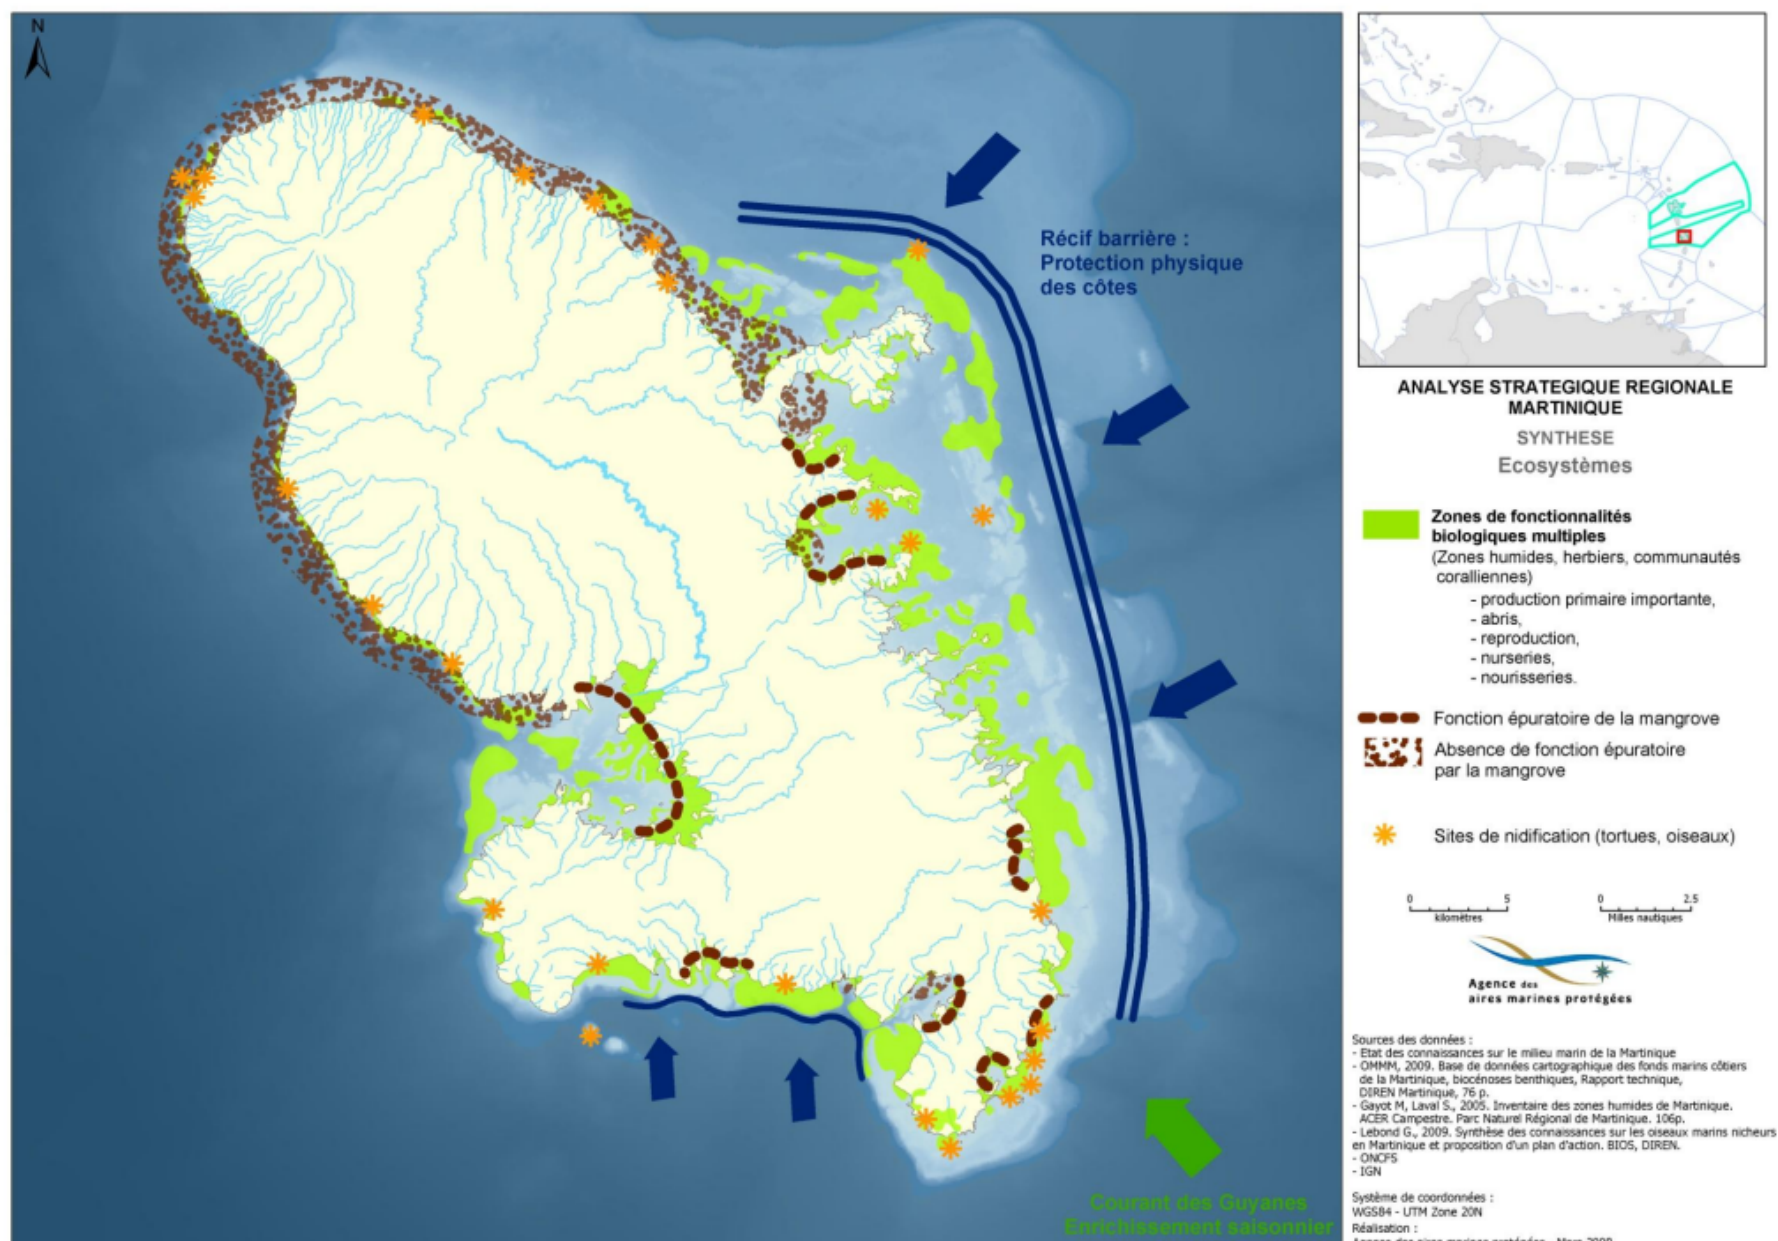 N
Récif barrière :
Protection physique
des côtes
Courant des Guyanes
Enrichissement saisonnier
ANALYSE STRATEGIQUE REGIONALE
MARTINIQUE
SYNTHESE
Ecosystèmes
Zones de fonctionnalités
biologiques multiples
(Zones humides, herbiers, communautés
coralliennes)
- production primaire importante,
- abris,
- reproduction,
- nurseries,
- nourisseries.
Fonction épuratoire de la mangrove
Absence de fonction épuratoire
par la mangrove
Sites de nidification (tortues, oiseaux)
0 5 0 2.5
kilomètres Milles nautiques
Agence des
aires marines protégées
Sources des données :
- Etat des connaissances sur le milieu marin de la Martinique
- OMMM, 2009. Base de données cartographique des fonds marins côtiers
de la Martinique, biocénoses benthiques, Rapport technique,
DIREN Martinique, 76 p.
- Gayot M, Laval S., 2005. Inventaire des zones humides de Martinique.
ACER Campestre. Parc Naturel Régional de Martinique. 106p.
- Lebond G., 2009. Synthèse des connaissances sur les oiseaux marins nicheurs
en Martinique et proposition d'un plan d'action. BIOS, DIREN.
- ONCFS
- IGN
Système de coordonnées :
WGS84 - UTM Zone 20N
Réalisation :